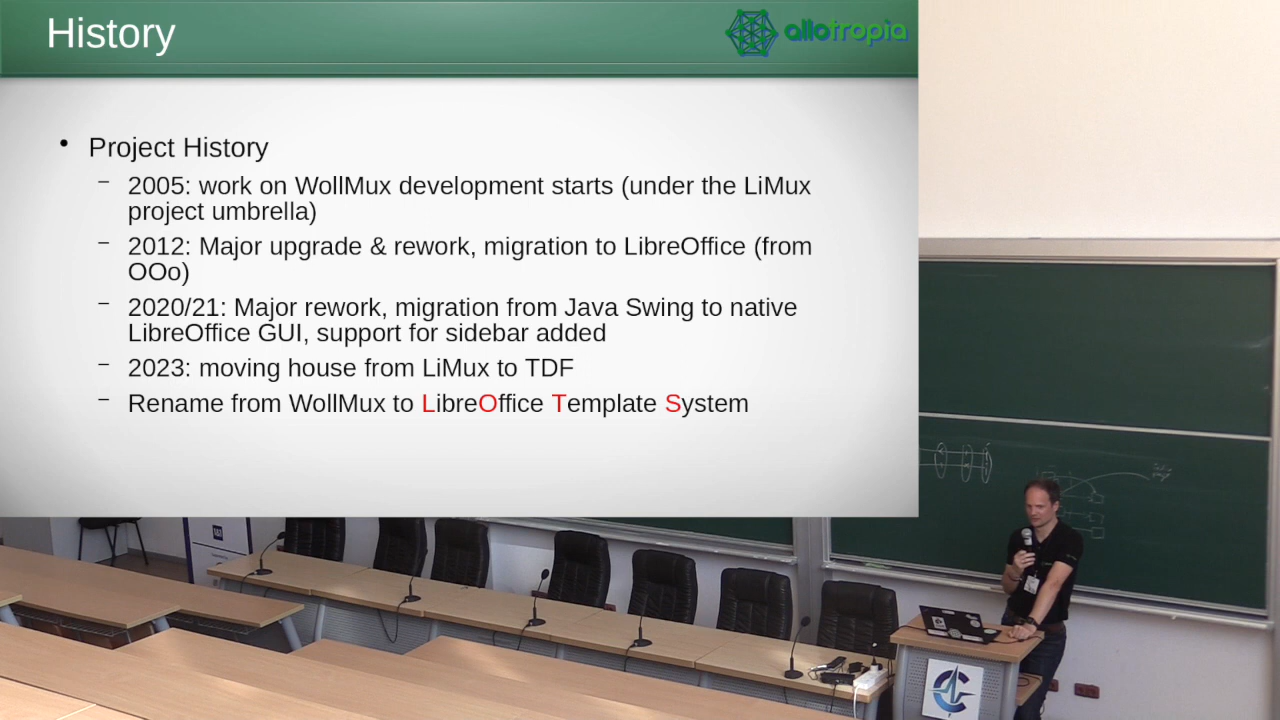 History
allotropia
Project History
2005: work on WollMux development starts (under the LiMux
project umbrella)
2012: Major upgrade & rework, migration to LibreOffice (from
OOo)
2020/21: Major rework, migration from Java Swing to native
LibreOffice GUI, support for sidebar added
2023: moving house from LiMux to TDF
Rename from WollMux to LibreOffice Template System